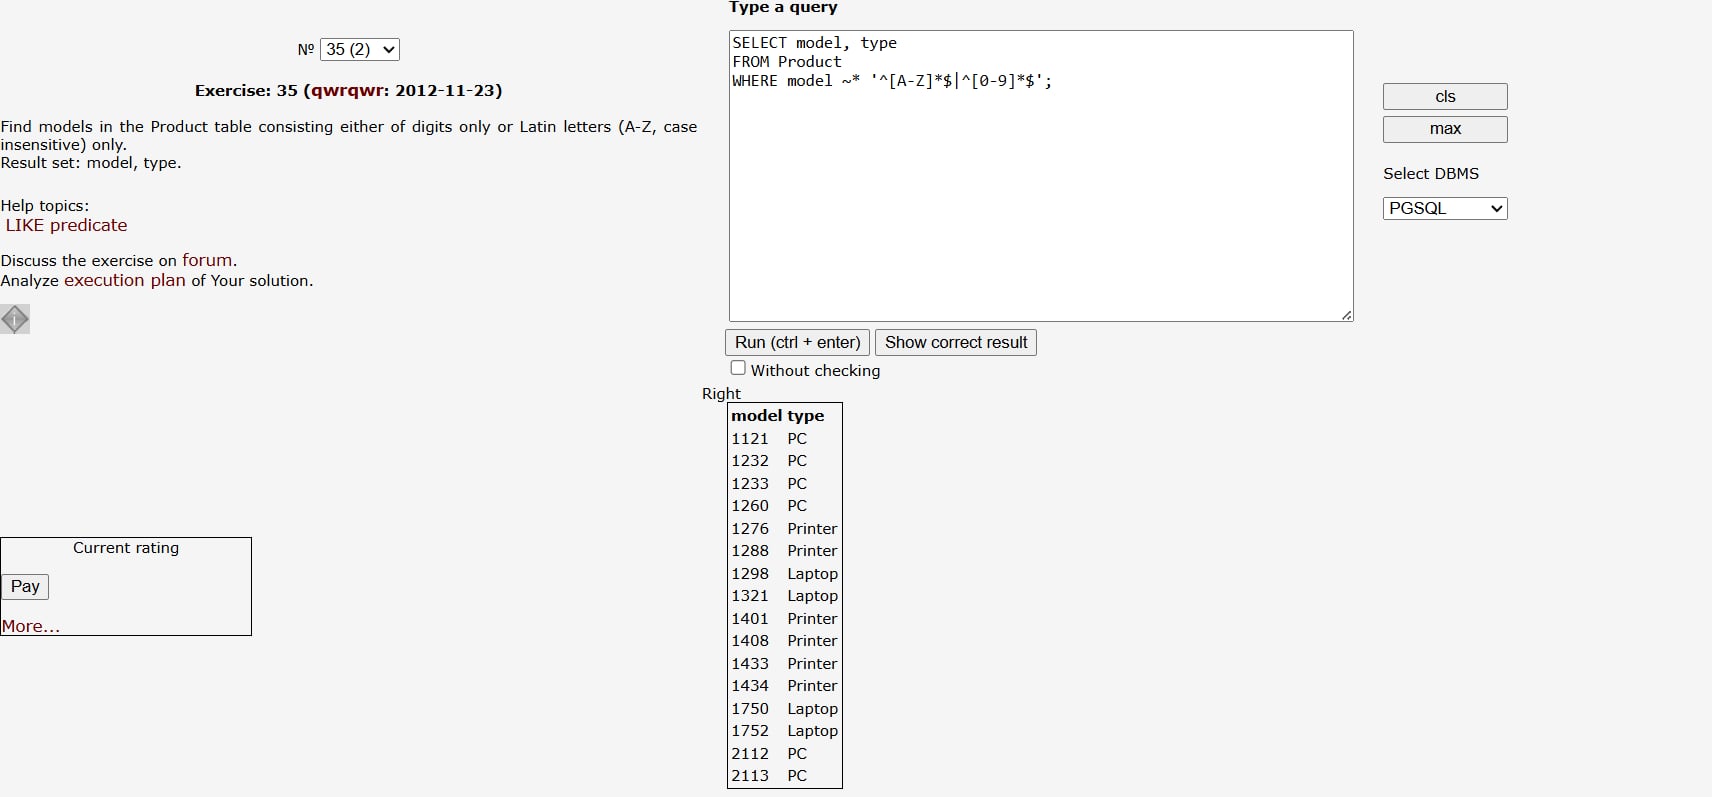 № 35 (2)
Exercise: 35 (qwrqwr: 2012-11-23)
Find models in the Product table consisting either of digits only or Latin letters (A-Z, case
insensitive) only.
Result set: model, type.
Help topics:
LIKE predicate
Discuss the exercise on forum.
Analyze execution plan of Your solution.
i
Current rating
Pay
More...
Type a query
SELECT model, type
FROM Product
WHERE model ~* '^[A-Z]*$|^[0-9]*$';
Run (ctrl + enter) Show correct result
Without checking
Right
model type
1121 PC
1232 PC
1233 PC
1260 PC
1276 Printer
1288 Printer
1298 Laptop
1321 Laptop
1401 Printer
1408 Printer
1433 Printer
1434 Printer
1750 Laptop
1752 Laptop
2112 PC
2113 PC
cls
max
Select DBMS
PGSQL